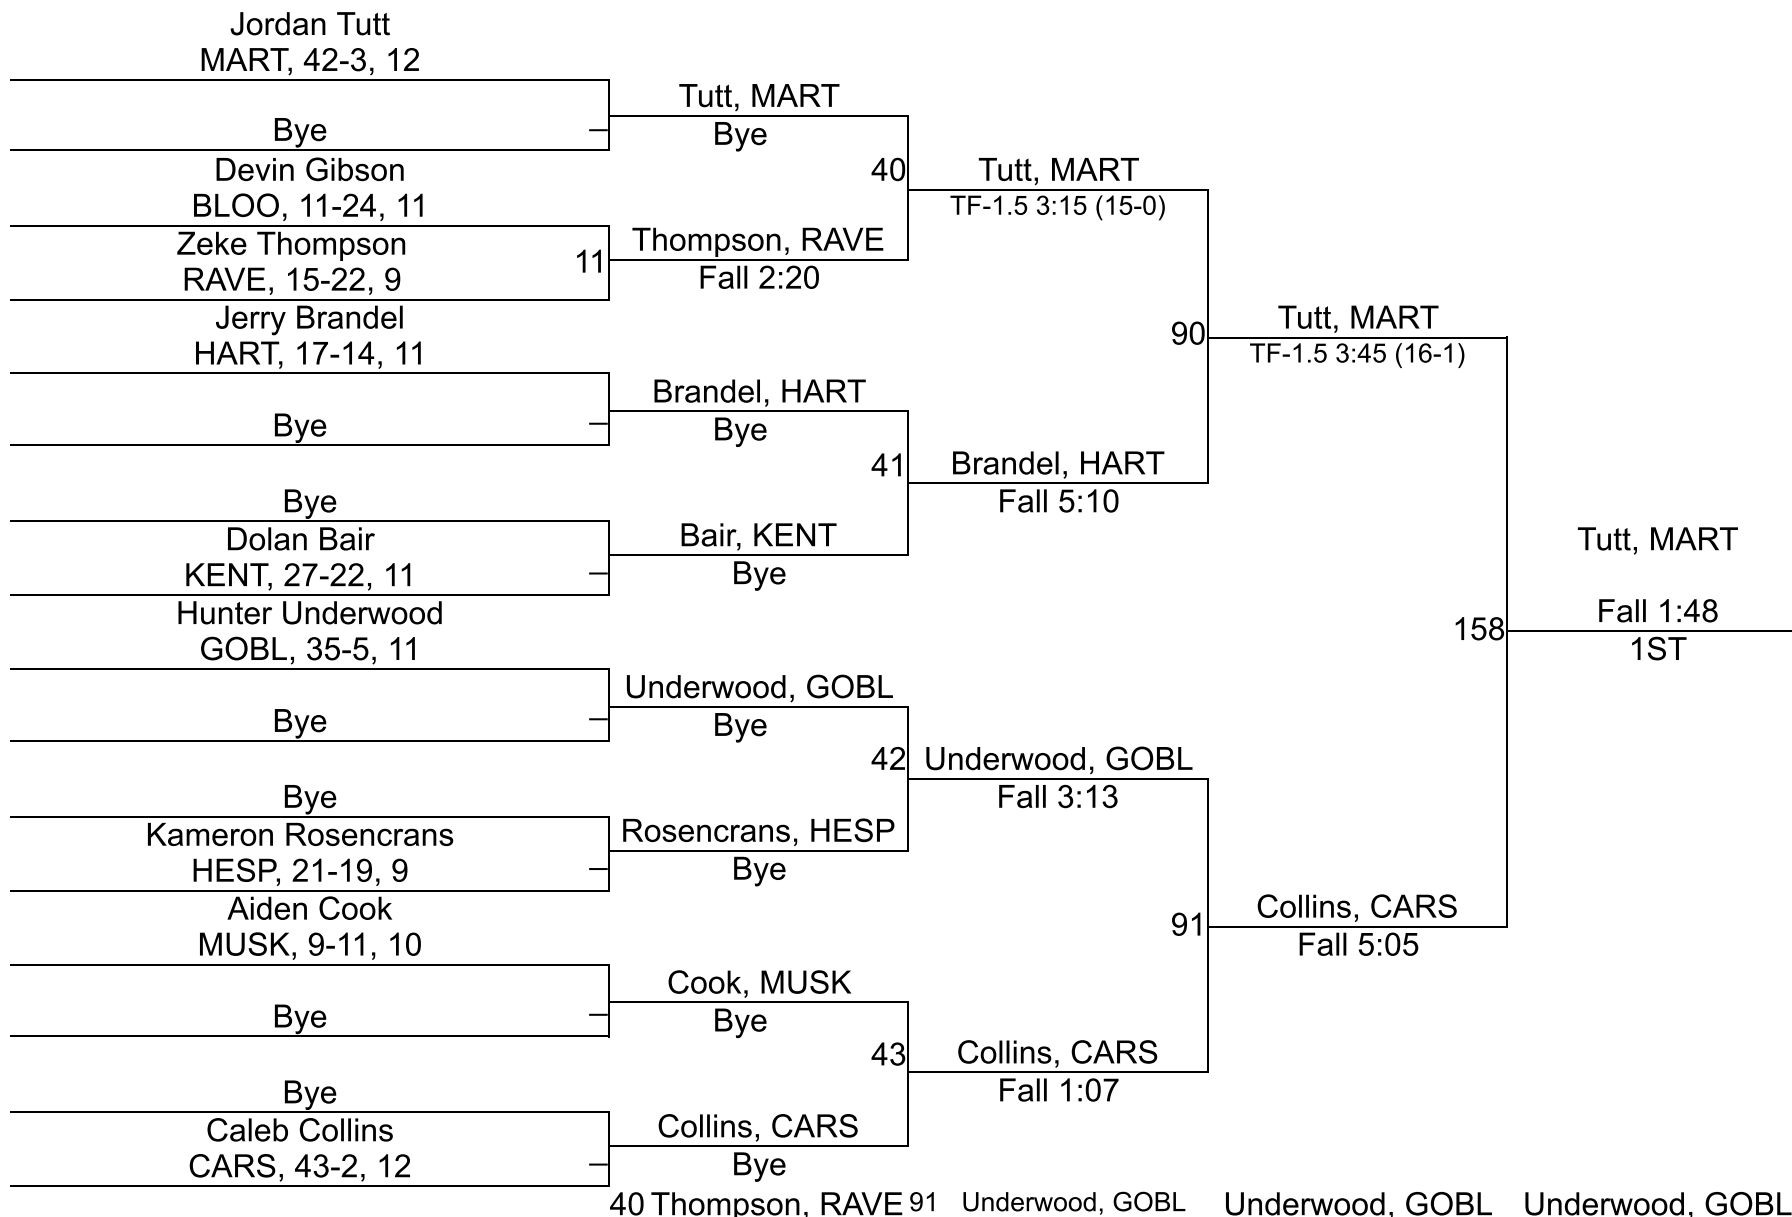 Jordan Tutt
MART, 42-3, 12
Bye
Devin Gibson
BLOO, 11-24, 11
Zeke Thompson
RAVE, 15-22, 9
Jerry Brandel
HART, 17-14, 11
Bye
Bye
Dolan Bair
KENT, 27-22, 11
Hunter Underwood
GOBL, 35-5, 11
Bye
Bye
Kameron Rosencrans
HESP, 21-19, 9
Aiden Cook
MUSK, 9-11, 10
Bye
Bye
Caleb Collins
CARS, 43-2, 12
Tutt, MART
Bye
11
Thompson, RAVE
Fall 2:20
Brandel, HART
Bye
Bair, KENT
Bye
Underwood, GOBL
Bye
Rosencrans, HESP
Bye
Cook, MUSK
Bye
Collins, CARS
Bye
40
Tutt, MART
TF-1.5 3:15 (15-0)
41
Brandel, HART
Fall 5:10
42
Underwood, GOBL
Fall 3:13
43
Collins, CARS
Fall 1:07
90
Tutt, MART
TF-1.5 3:45 (16-1)
91
Collins, CARS
Fall 5:05
158
Tutt, MART
Fall 1:48
1ST
40 Thompson, RAVE 91 Underwood, GOBL Underwood, GOBL Underwood, GOBL